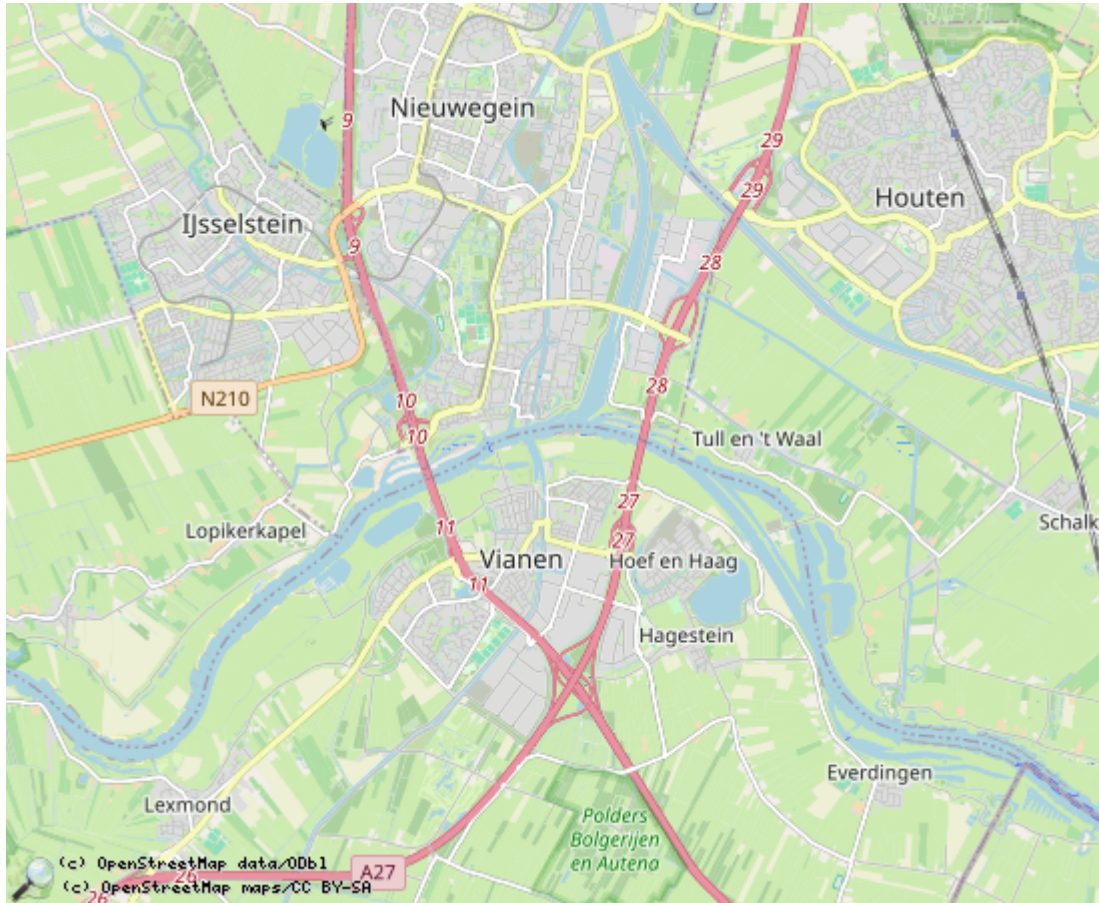 9
Nieuwegein
29
29
Houten
IJsselstein
9
28
28
N210
10
10
Tull en 't Waal
27
Schalk
Lopikerkapel
11
27
Vianen
Hoef en Haag
11
Hagestein
Everdingen
Lexmond
Polders
Bolgerijen
en Autena
(c) OpenStreetMap data/ODbl
A27
26
(c) OpenStreetMap maps/CC BY-SA
26